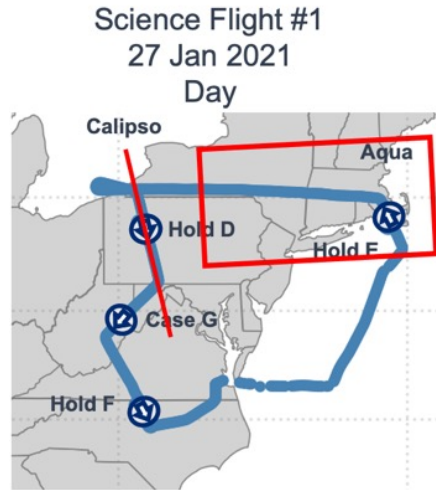 Science Flight #1
27 Jan 2021
Day
Calipso
Aqua
Hold D
Hold E
Case G
Hold F